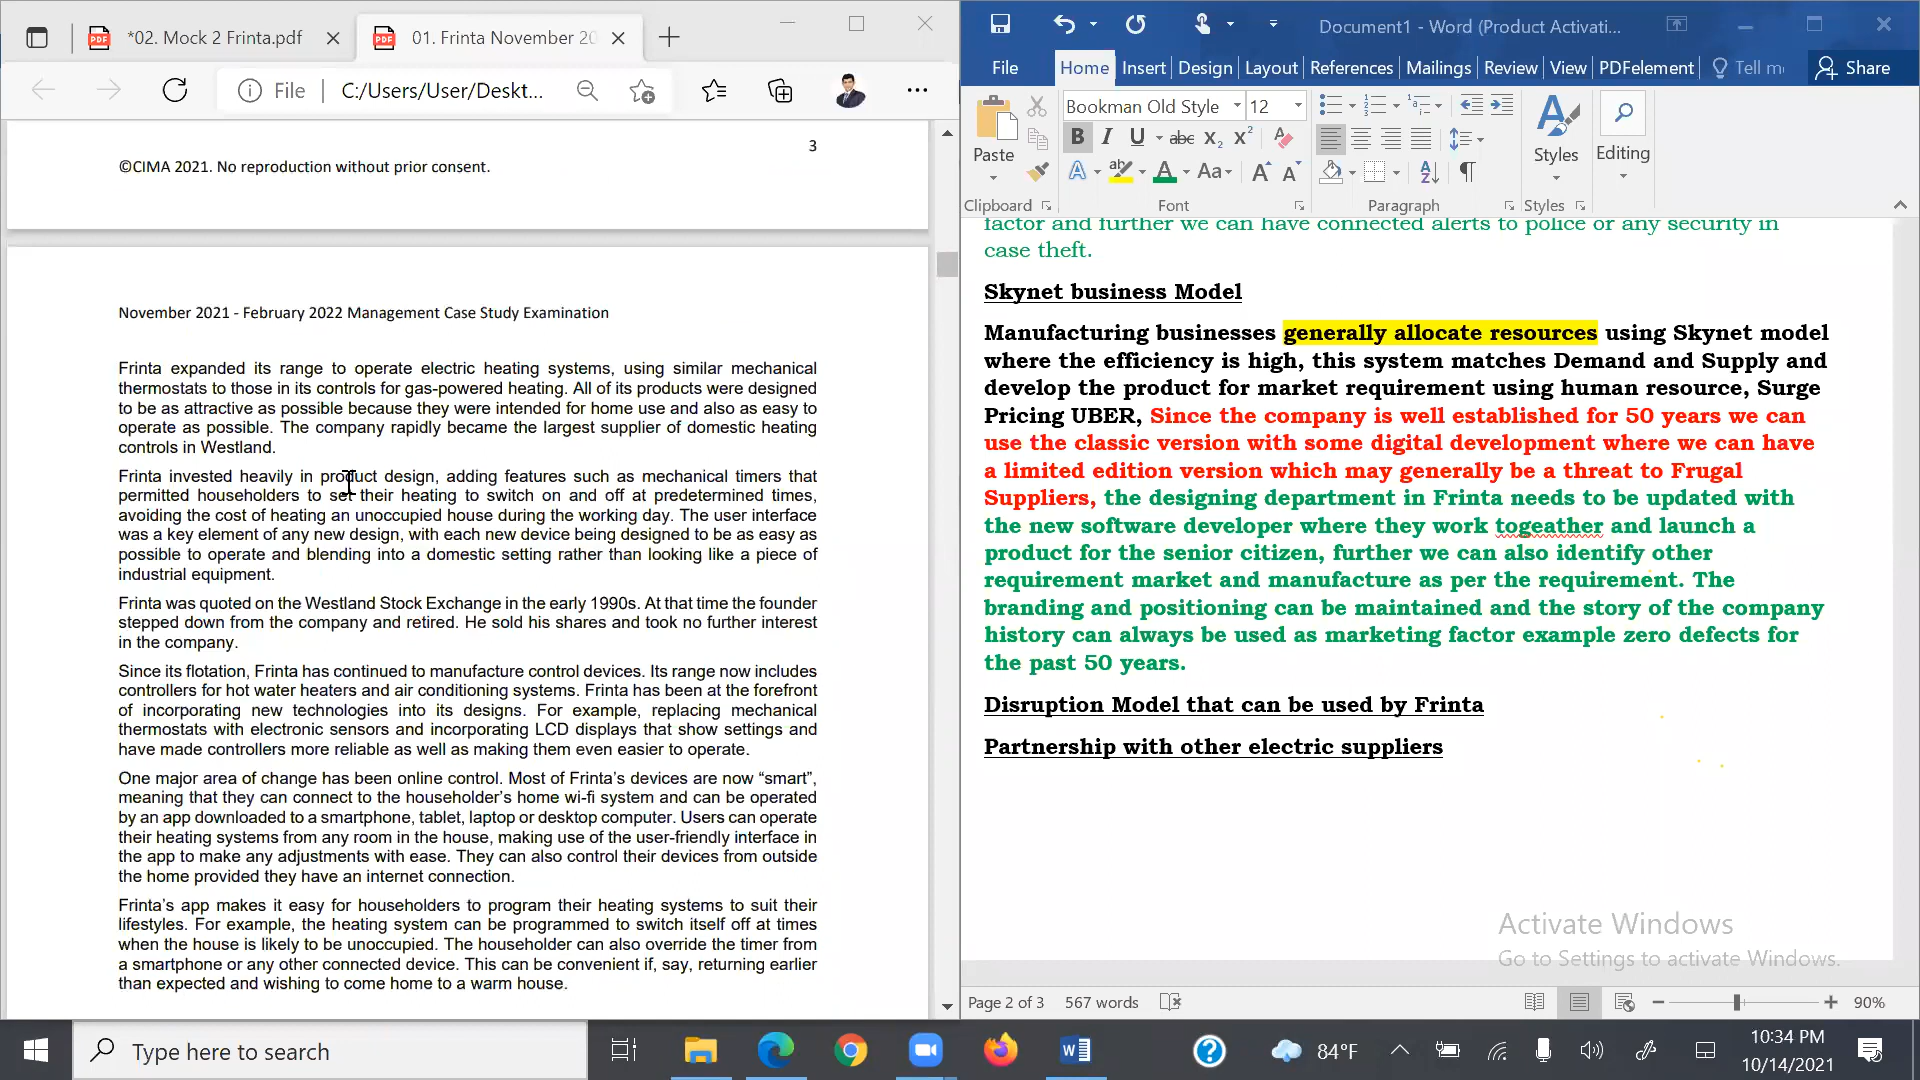 *02. Mock 2 Frinta.pdf
01. Frinta November 20
File
C:/Users/User/Deskt...
3
©CIMA 2021. No reproduction without prior consent.
November 2021 - February 2022 Management Case Study Examination
Frinta expanded its range to operate electric heating systems, using similar mechanical
thermostats to those in its controls for gas-powered heating. All of its products were designed
to be as attractive as possible because they were intended for home use and also as easy to
operate as possible. The company rapidly became the largest supplier of domestic heating
controls in Westland.
Frinta invested heavily in product design, adding features such as mechanical timers that
permitted householders to set their heating to switch on and off at predetermined times,
avoiding the cost of heating an unoccupied house during the working day. The user interface
was a key element of any new design, with each new device being designed to be as easy as
possible to operate and blending into a domestic setting rather than looking like a piece of
industrial equipment.
Frinta was quoted on the Westland Stock Exchange in the early 1990s. At that time the founder
stepped down from the company and retired. He sold his shares and took no further interest
in the company.
Since its flotation, Frinta has continued to manufacture control devices. Its range now includes
controllers for hot water heaters and air conditioning systems. Frinta has been at the forefront
of incorporating new technologies into its designs. For example, replacing mechanical
thermostats with electronic sensors and incorporating LCD displays that show settings and
have made controllers more reliable as well as making them even easier to operate.
One major area of change has been online control. Most of Frinta's devices are now “smart”,
meaning that they can connect to the householder's home wi-fi system and can be operated
by an app downloaded to a smartphone, tablet, laptop or desktop computer. Users can operate
their heating systems from any room in the house, making use of the user-friendly interface in
the app to make any adjustments with ease. They can also control their devices from outside
the home provided they have an internet connection.
Frinta's app makes it easy for householders to program their heating systems to suit their
lifestyles. For example, the heating system can be programmed to switch itself off at times
when the house is likely to be unoccupied. The householder can also override the timer from
a smartphone or any other connected device. This can be convenient if, say, returning earlier
than expected and wishing to come home to a warm house.
Document1 - Word (Product Activati...
File Home Insert Design Layout References Mailings Review View PDFelement Tell m Share
Bookman Old Style 12
Paste
Styles
Editing
Clipboard Font Paragraph Styles
factor and further we can have connected alerts to police or any security in
case theft.
Skynet business Model
Manufacturing businesses generally allocate resources using Skynet model
where the efficiency is high, this system matches Demand and Supply and
develop the product for market requirement using human resource, Surge
Pricing UBER, Since the company is well established for 50 years we can
use the classic version with some digital development where we can have
a limited edition version which may generally be a threat to Frugal
Suppliers, the designing department in Frinta needs to be updated with
the new software developer where they work togeather and launch a
product for the senior citizen, further we can also identify other
requirement market and manufacture as per the requirement. The
branding and positioning can be maintained and the story of the company
history can always be used as marketing factor example zero defects for
the past 50 years.
Disruption Model that can be used by Frinta
Partnership with other electric suppliers
Activate Windows
Go to Settings to activate Windows.
Page 2 of 3 567 words 90%
Type here to search
84°F
10:34 PM
10/14/2021